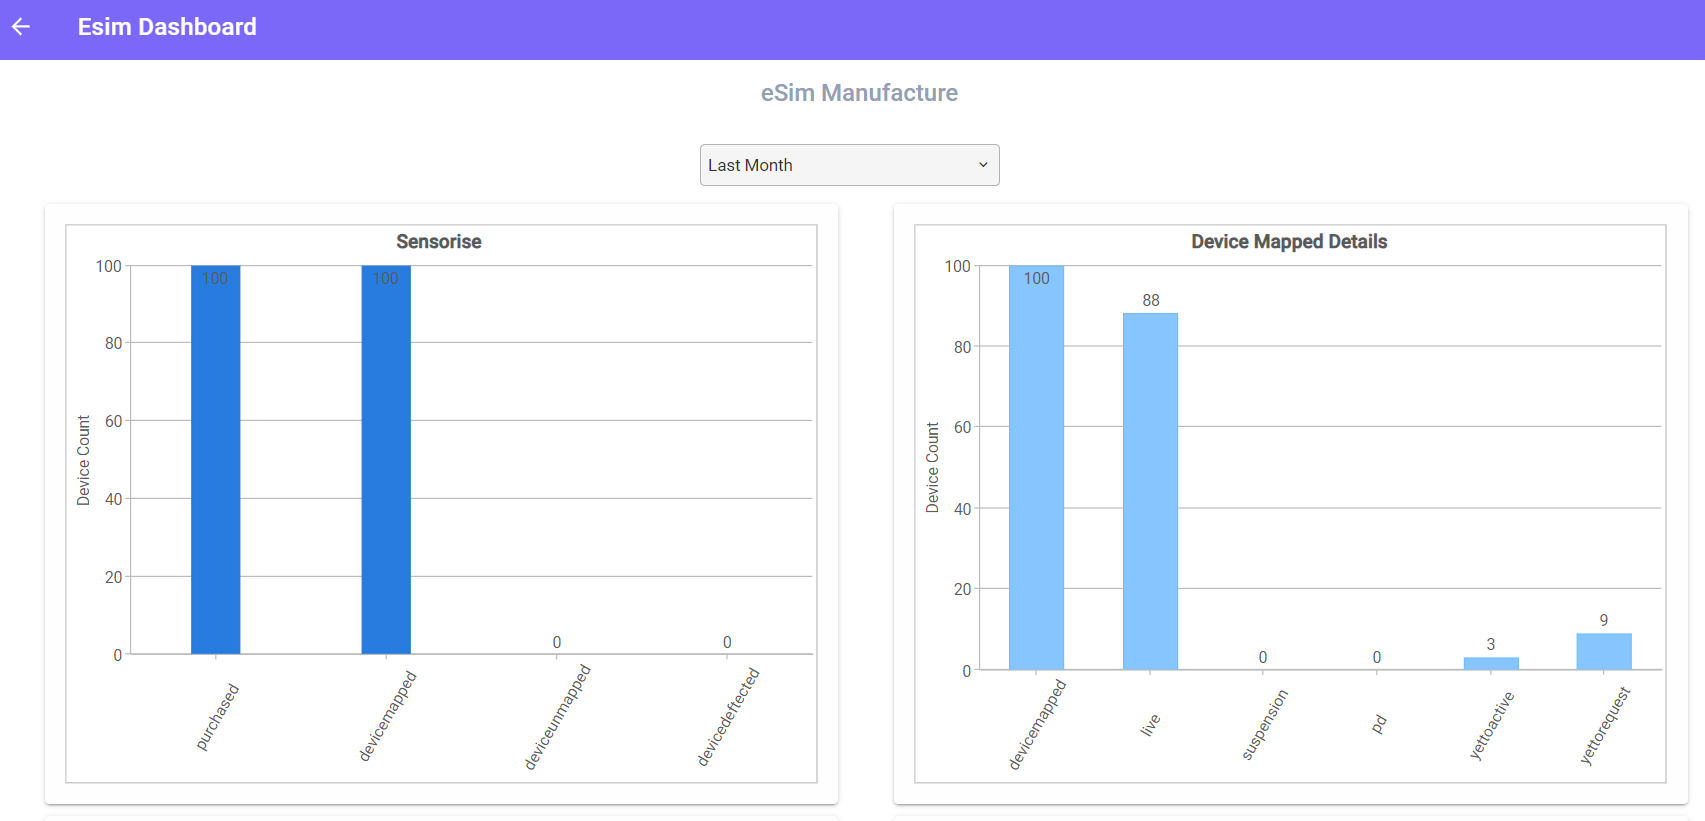 Esim Dashboard
eSim Manufacture
Last Month
Sensorise
100
80
60
40
20
0
Device Count
100
100
0
0
purchased
devicemapped
deviceunmapped
devicedeftected
Device Mapped Details
100
80
60
40
20
0
Device Count
100
88
0
0
3
9
devicemapped
live
suspension
pd
yettoactive
yettorequest